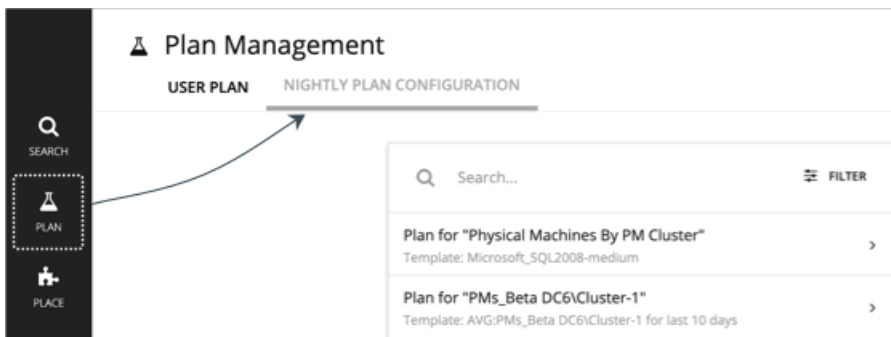 Plan Management
USER PLAN
NIGHTLY PLAN CONFIGURATION
SEARCH
PLAN
PLACE
Search...
FILTER
Plan for "Physical Machines By PM Cluster"
Template: Microsoft_SQL2008-medium
Plan for "PMs_Beta DC6\Cluster-1"
Template: AVG:PMs_Beta DC6\Cluster-1 for last 10 days